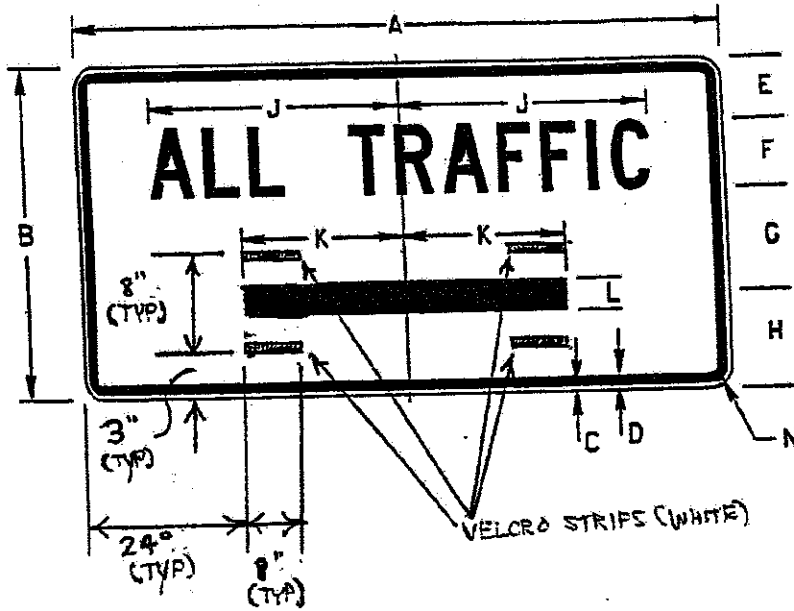 A
E
J J
ALL TRAFFIC
F
B
K K
G
8"
(TYP)
L
H
3"
(TYP)
C D
N
VELCRO STRIPS (WHITE)
24"
(TYP)
8"
(TYP)